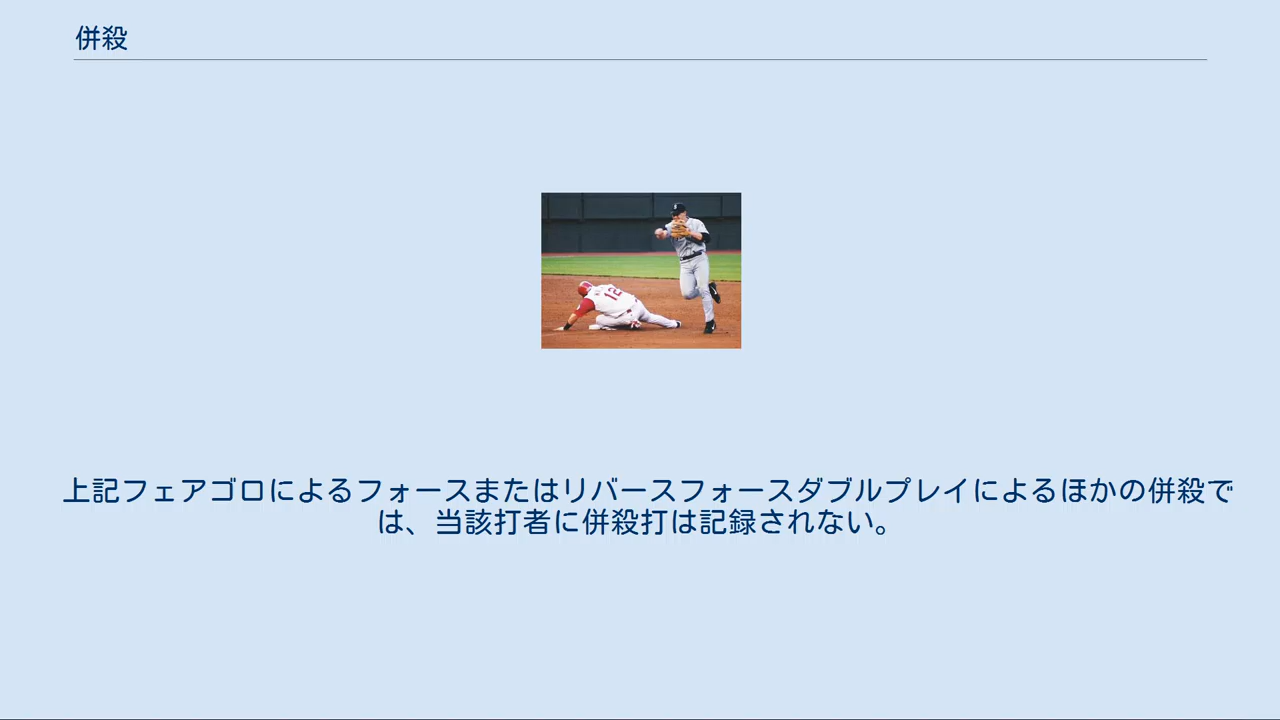 併殺
12
上記フェアゴロによるフォースまたはリバースフォースダブルプレイによるほかの併殺で
は、当該打者に併殺打は記録されない。